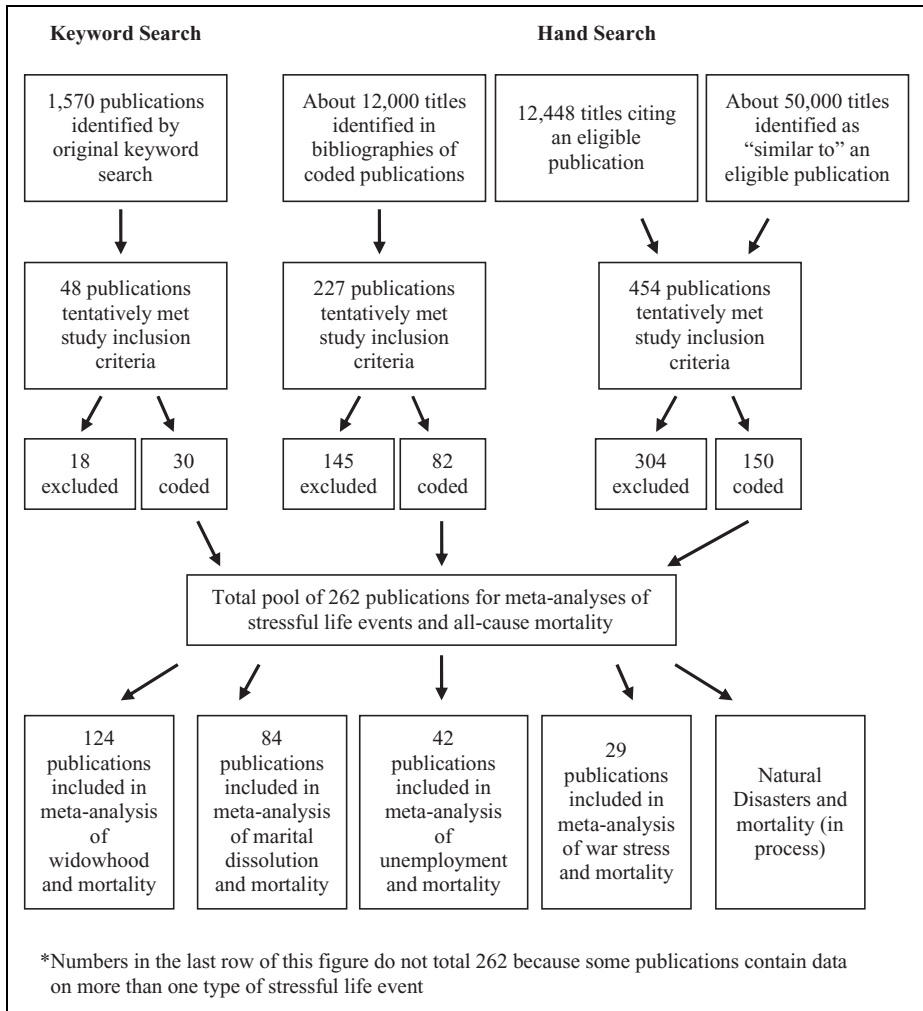 Keyword Search
Hand Search
1,570 publications
identified by
original keyword
search
About 12,000 titles
identified in
bibliographies of
coded publications
12,448 titles citing
an eligible
publication
About 50,000 titles
identified as
“similar to” an
eligible publication
48 publications
tentatively met
study inclusion
criteria
227 publications
tentatively met
study inclusion
criteria
454 publications
tentatively met
study inclusion
criteria
18
excluded
30
coded
145
excluded
82
coded
304
excluded
150
coded
Total pool of 262 publications for meta-analyses of
stressful life events and all-cause mortality
124
publications
included in
meta-analysis
of
widowhood
and mortality
84
publications
included in
meta-analysis
of marital
dissolution
and mortality
42
publications
included in
meta-analysis
of
unemployment
and mortality
29
publications
included in
meta-analysis
of war stress
and mortality
Natural
Disasters and
mortality (in
process)
*Numbers in the last row of this figure do not total 262 because some publications contain data
on more than one type of stressful life event